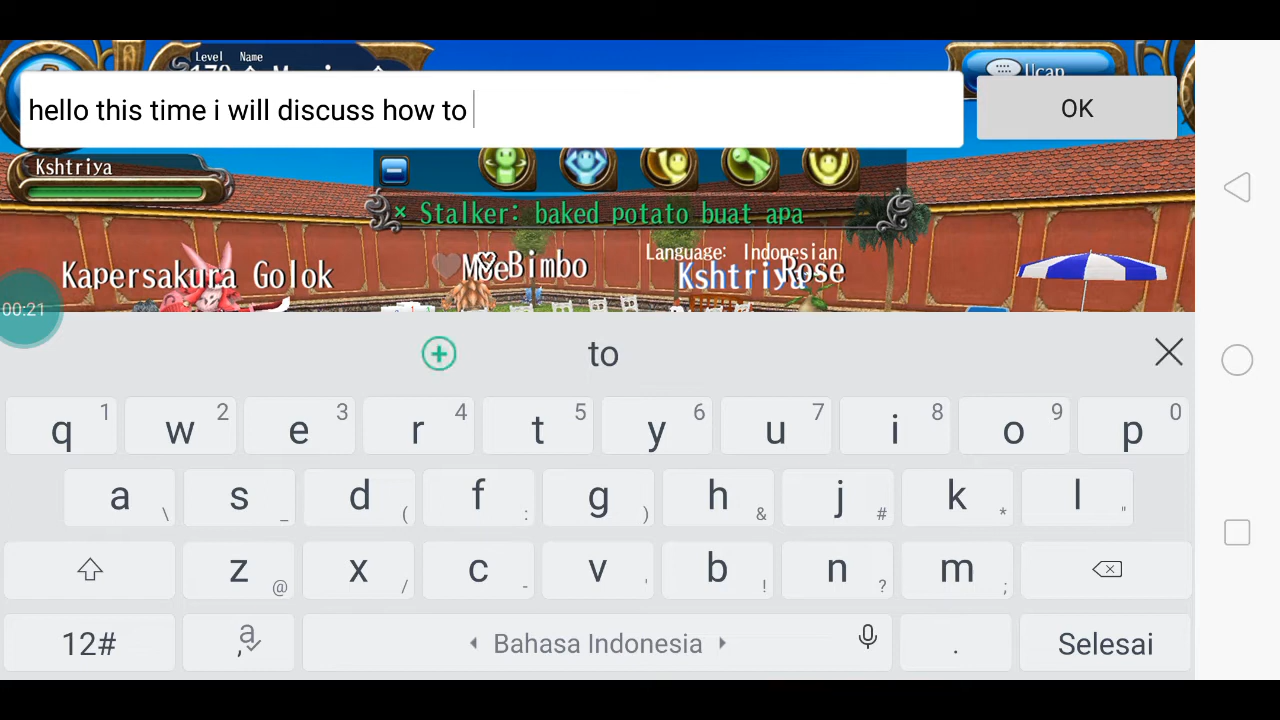 Level Name
Ucap
hello this time i will discuss how to
OK
Kshtriya
× Stalker: baked potato buat apa
Language: Indonesian
Kapersakura Golok
Bimbo
Kshtriya
Rose
00:21
to
q 1 w 2 e 3 r 4 t 5 y 6 u 7 i 8 o 9 p 0
a \ s _ d ( f : g ) h & j # k * l "
z @ x / c - v ' b ! n ? m ;
12# , a Bahasa Indonesia . Selesai